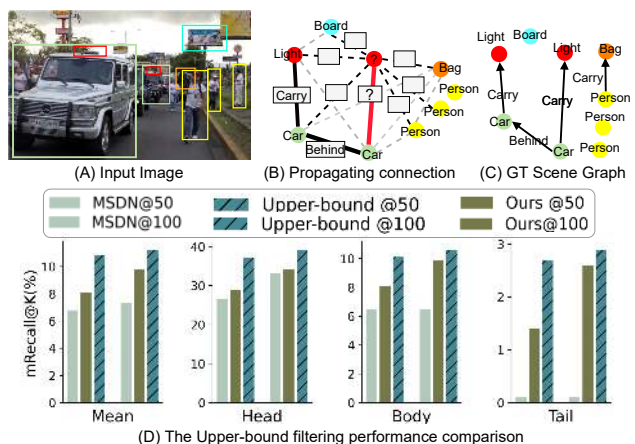 Board
Light
?
Bag
Carry
?
Person
Person
Person
Car
Behind
Car
Light
Board
Light
Bag
Carry
Carry
Carry
Person
Car
Behind
Person
Car
Person
(A) Input Image
(B) Propagating connection
(C) GT Scene Graph
MSDN@50
Upper-bound @50
Ours @50
MSDN@100
Upper-bound @100
Ours@100
mRecall@K(%)
10
8
6
4
2
0
Mean
40
30
20
10
0
Head
10
8
6
4
2
0
Body
3
2
1
0
Tail
(D) The Upper-bound filtering performance comparison